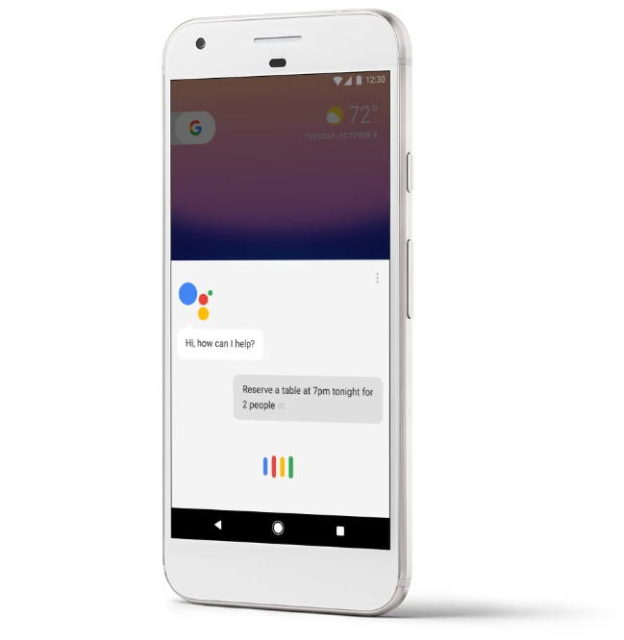 12:30
G
72°
TUESDAY, OCTOBER 4
Hi, how can I help?
Reserve a table at 7pm tonight for
2 people at